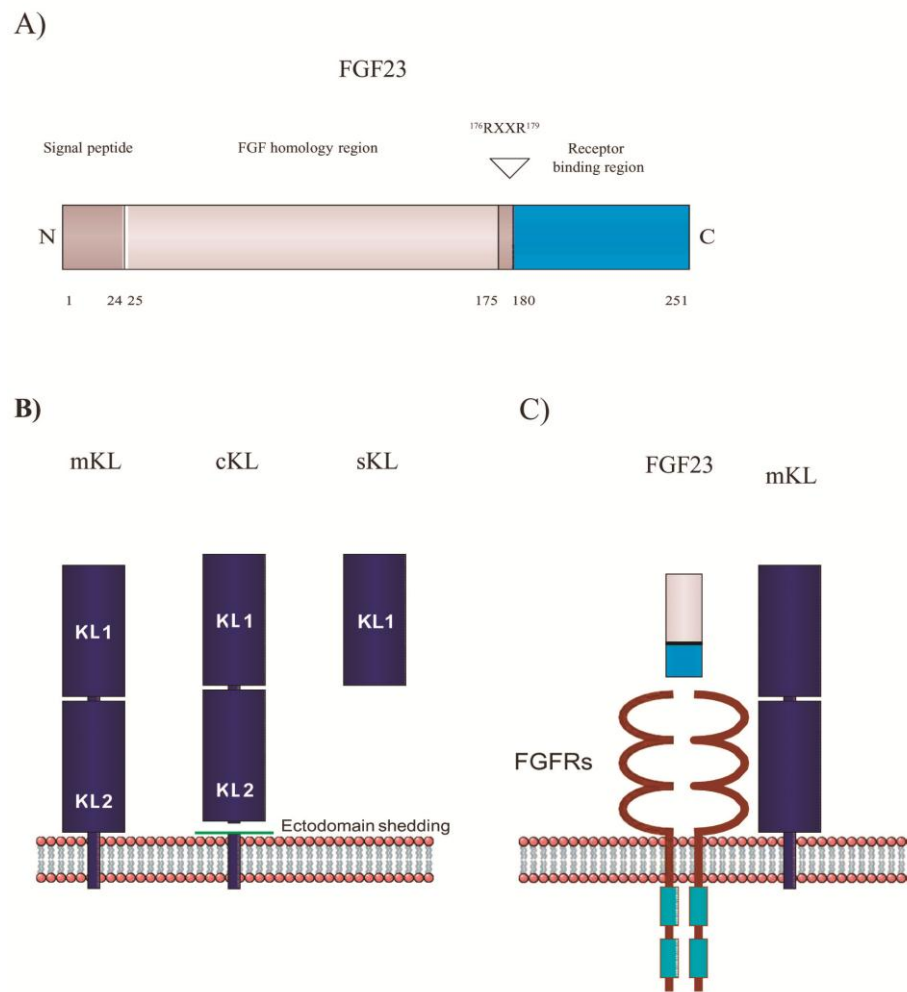 A)
FGF23
¹⁷⁶RXXR¹⁷⁹
Signal peptide
FGF homology region
Receptor
binding region
N
C
1
24
25
175
180
251
B)
mKL
cKL
sKL
KL1
KL1
KL1
KL2
KL2
Ectodomain shedding
C)
FGF23
mKL
FGFRs